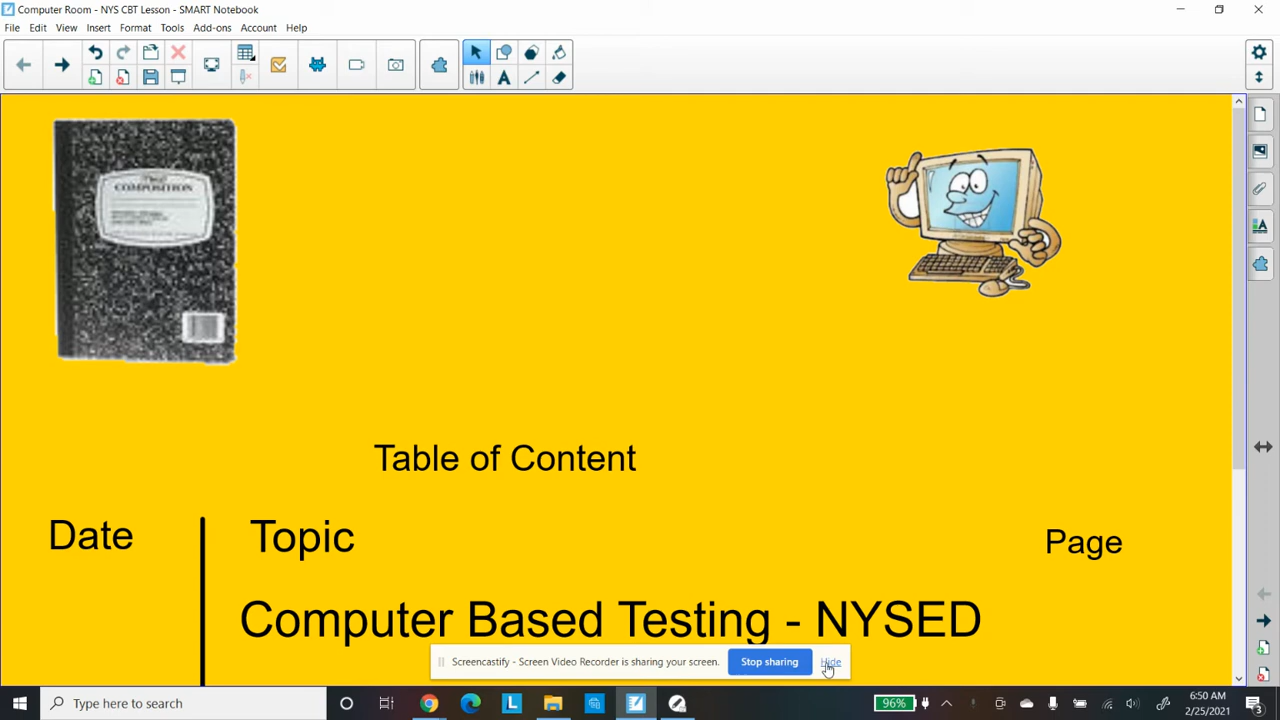 Computer Room - NYS CBT Lesson - SMART Notebook
File Edit View Insert Format Tools Add-ons Account Help
COMPOSITION
Table of Content
Date Topic Page
Computer Based Testing - NYSED
Screencastify - Screen Video Recorder is sharing your screen. Stop sharing Hide
Type here to search
L
96%
6:50 AM
2/25/2021
3